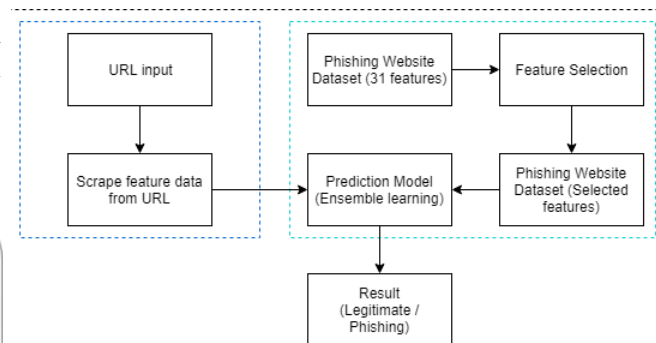 URL input
Phishing Website
Dataset (31 features)
Feature Selection
Scrape feature data
from URL
Prediction Model
(Ensemble learning)
Phishing Website
Dataset (Selected
features)
Result
(Legitimate /
Phishing)